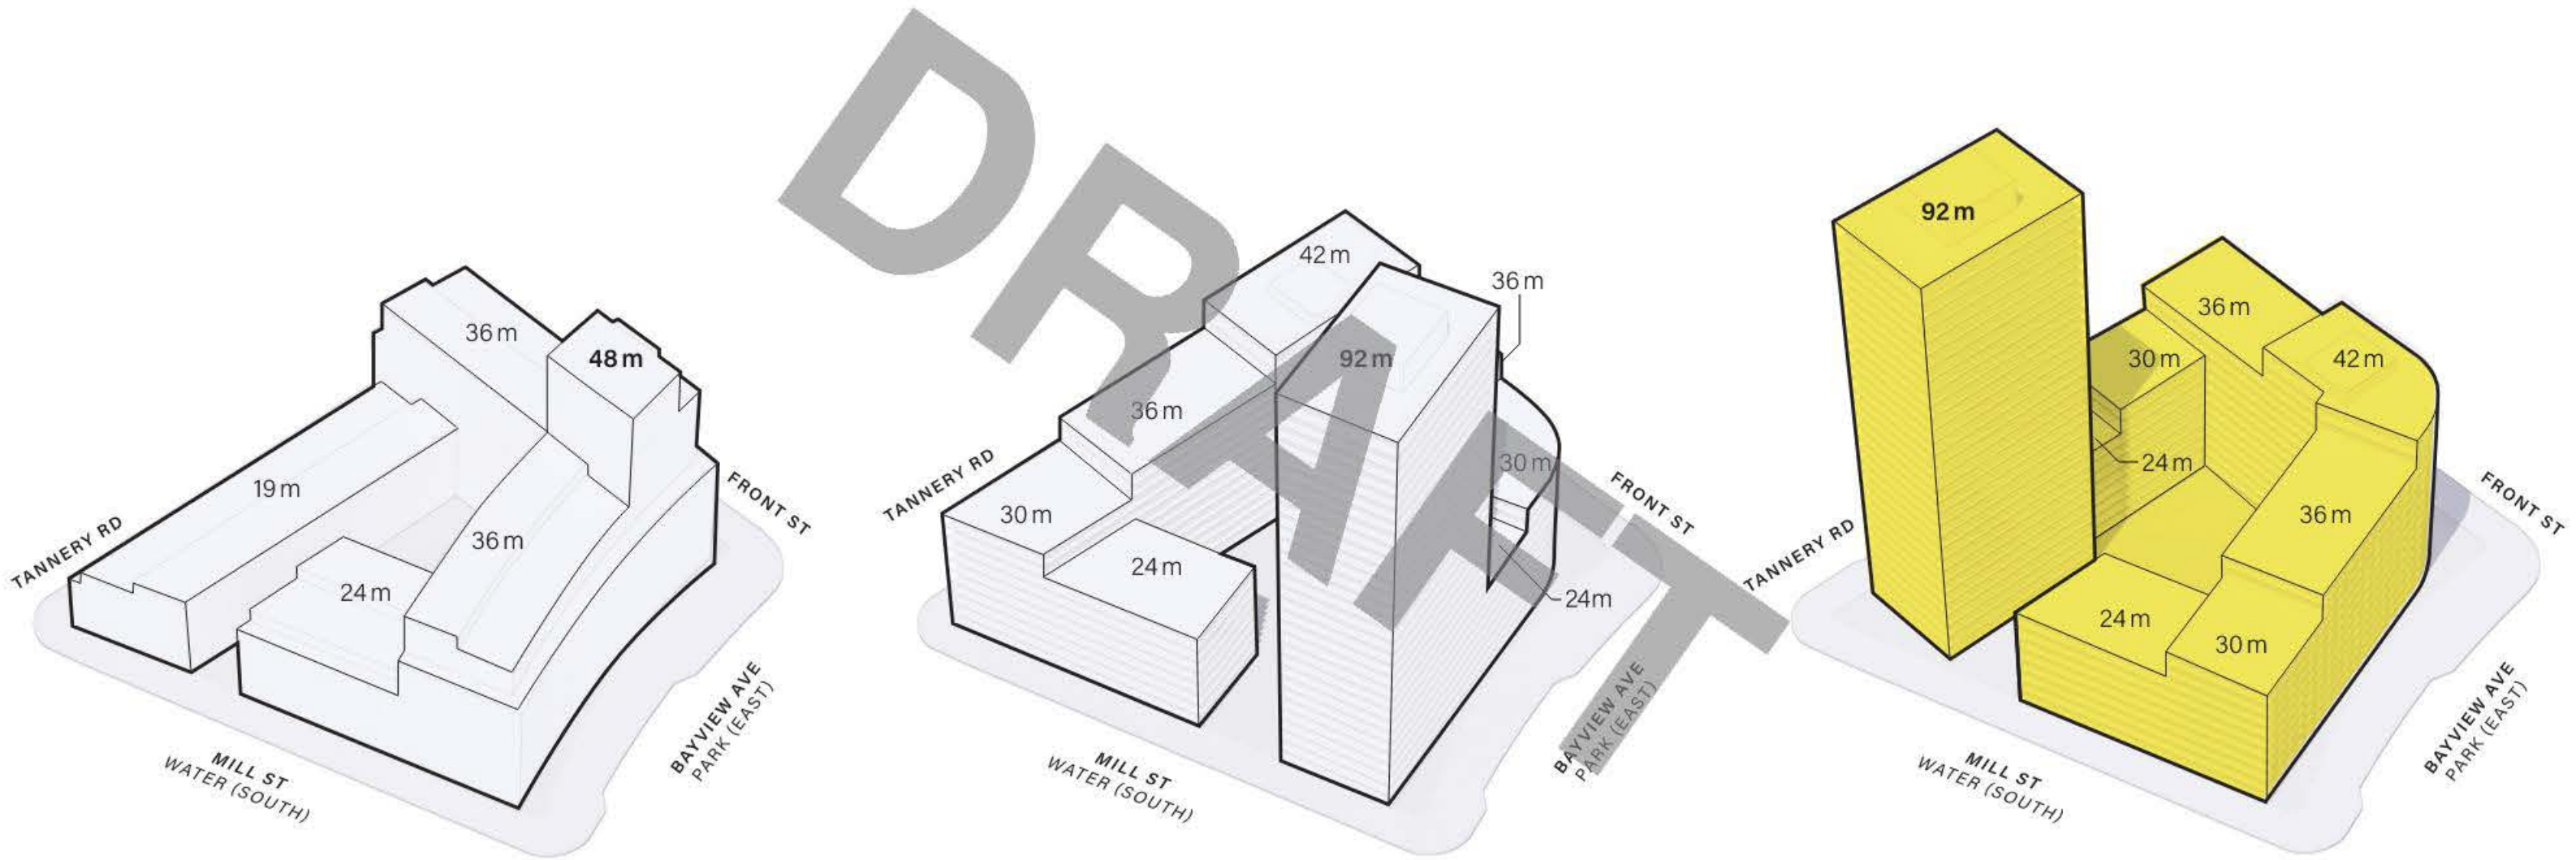 36 m
48 m
19 m
36 m
24 m
TANNERY RD
FRONT ST
MILL ST
WATER (SOUTH)
BAYVIEW AVE
PARK (EAST)
DRAFT
42 m
36 m
92 m
36 m
30 m
30 m
24 m
24m
TANNERY RD
FRONT ST
MILL ST
WATER (SOUTH)
BAYVIEW AVE
PARK (EAST)
92 m
36 m
30 m
42 m
24 m
36 m
24 m
30 m
TANNERY RD
FRONT ST
MILL ST
WATER (SOUTH)
BAYVIEW AVE
PARK (EAST)